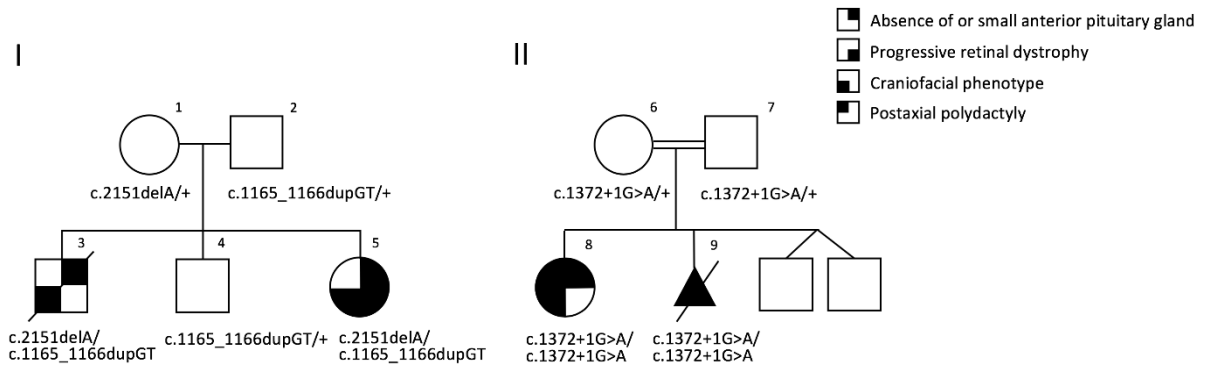 Absence of or small anterior pituitary gland
Progressive retinal dystrophy
Craniofacial phenotype
Postaxial polydactyly
I
1
2
c.2151delA/+
c.1165_1166dupGT/+
3
4
5
c.2151delA/
c.1165_1166dupGT
c.1165_1166dupGT/+
c.2151delA/
c.1165_1166dupGT
II
6
7
c.1372+1G>A/+
c.1372+1G>A/+
8
9
c.1372+1G>A/
c.1372+1G>A
c.1372+1G>A/
c.1372+1G>A